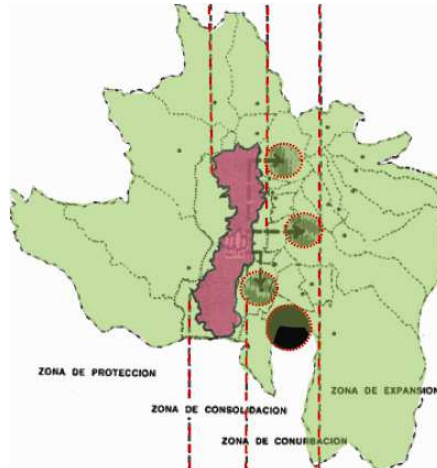 ZONA DE PROTECCION
ZONA DE EXPANSION
ZONA DE CONSOLIDACION
ZONA DE CONURBACION